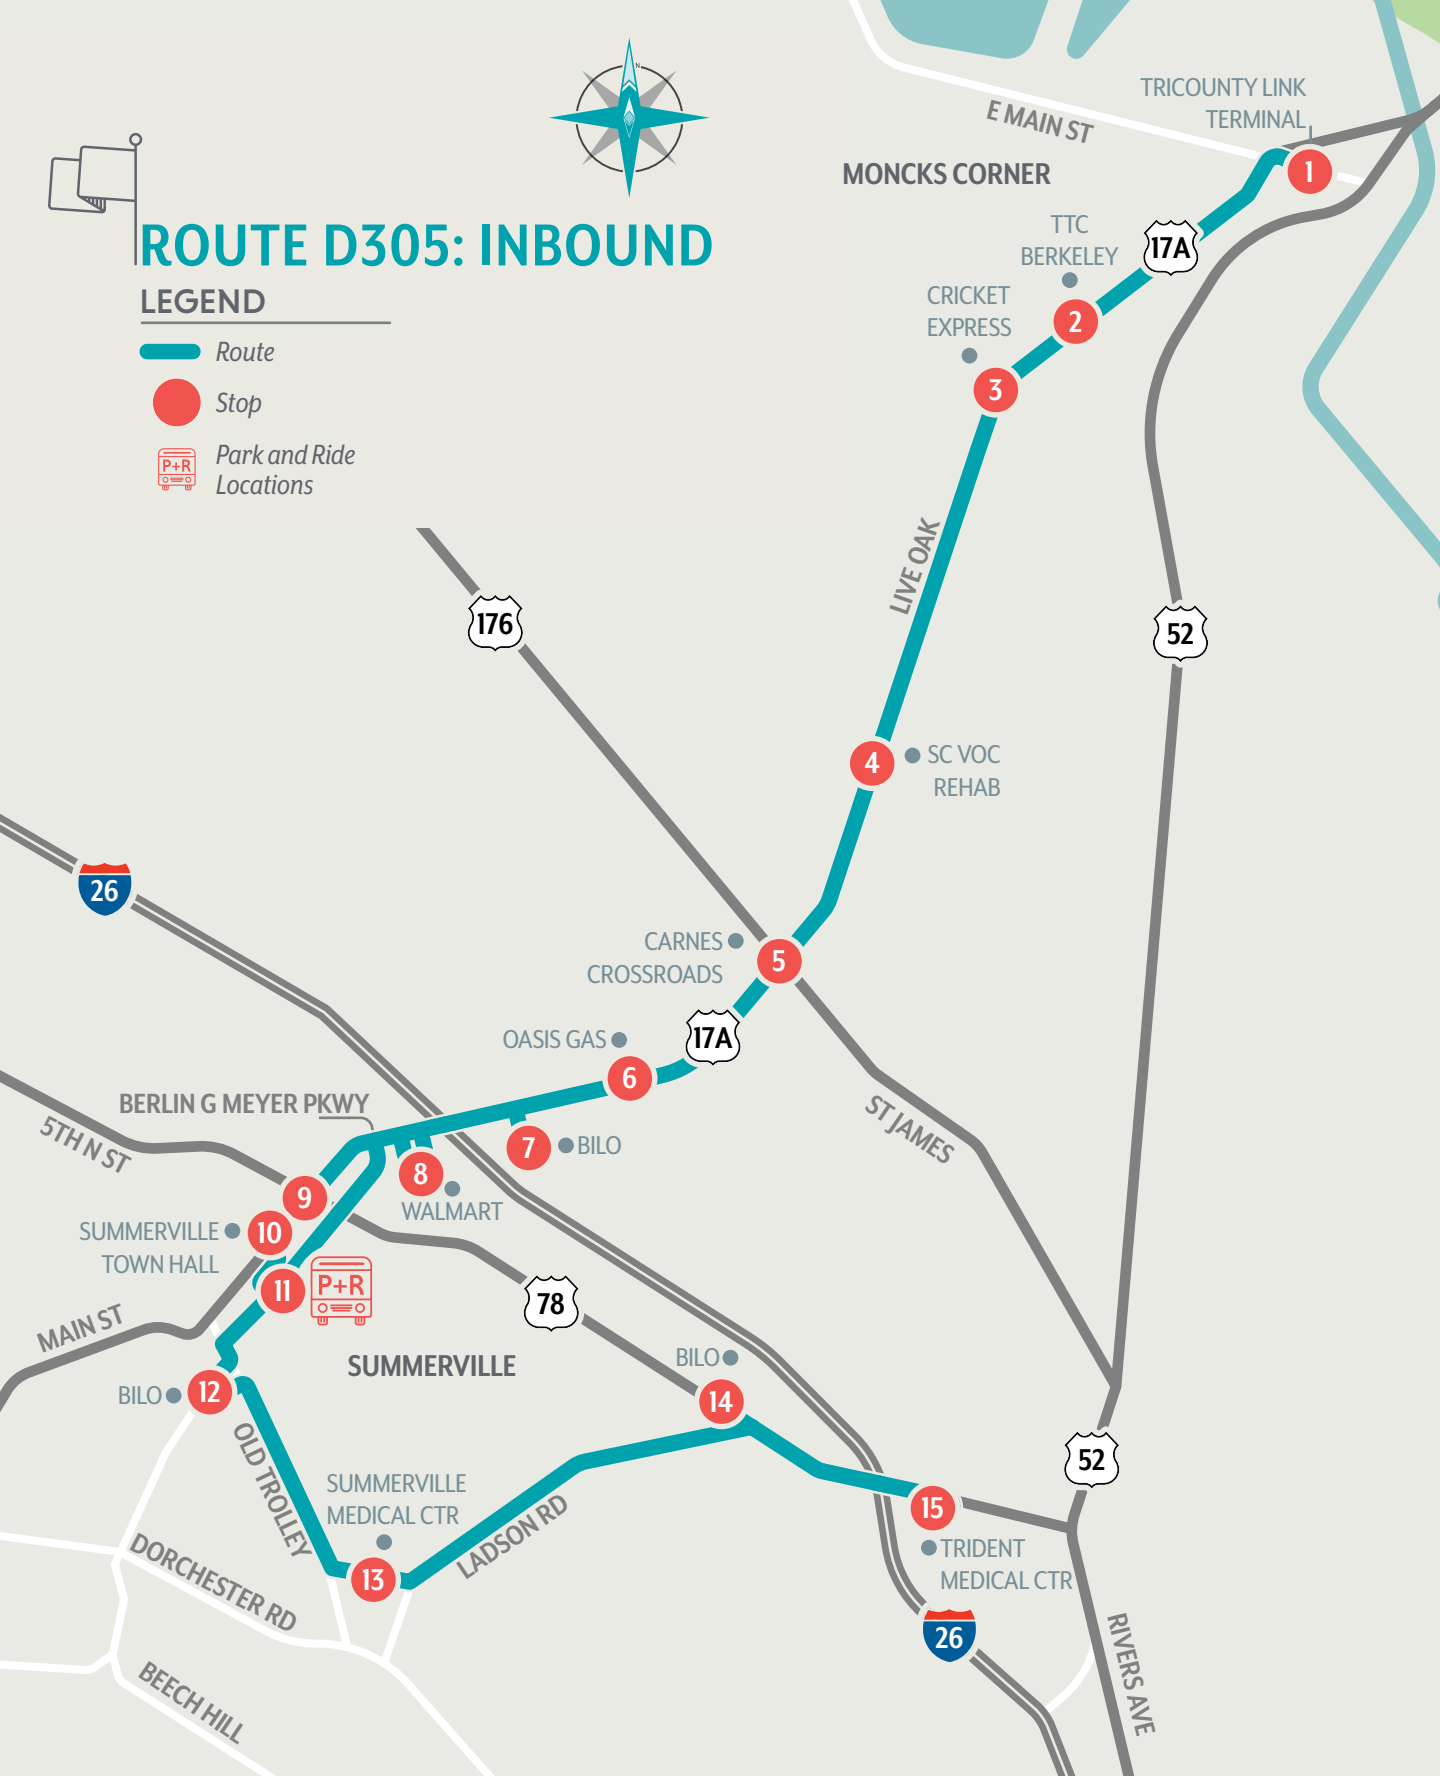 N
TRICOUNTY LINK
TERMINAL
E MAIN ST
MONCKS CORNER
1
ROUTE D305: INBOUND
LEGEND
Route
Stop
P+R
Park and Ride
Locations
TTC
BERKELEY
17A
CRICKET
EXPRESS
2
3
LIVE OAK
176
52
4
SC VOC
REHAB
26
CARNES
CROSSROADS
5
17A
OASIS GAS
6
BERLIN G MEYER PKWY
5TH N ST
ST JAMES
7
BILO
8
WALMART
9
SUMMERVILLE
TOWN HALL
10
11
P+R
78
MAIN ST
SUMMERVILLE
BILO
BILO
12
14
OLD TROLLEY
52
SUMMERVILLE
MEDICAL CTR
LADSON RD
15
TRIDENT
MEDICAL CTR
13
DORCHESTER RD
26
RIVERS AVE
BEECH HILL